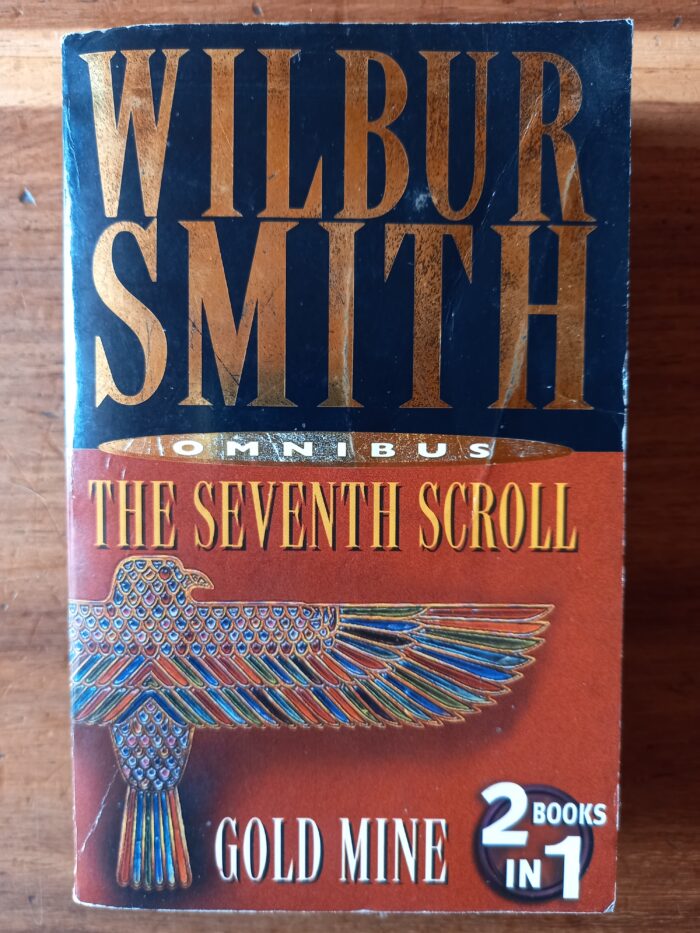 WILBUR
SMITH
OMNIBUS
THE SEVENTH SCROLL
GOLD MINE
2 BOOKS
IN 1